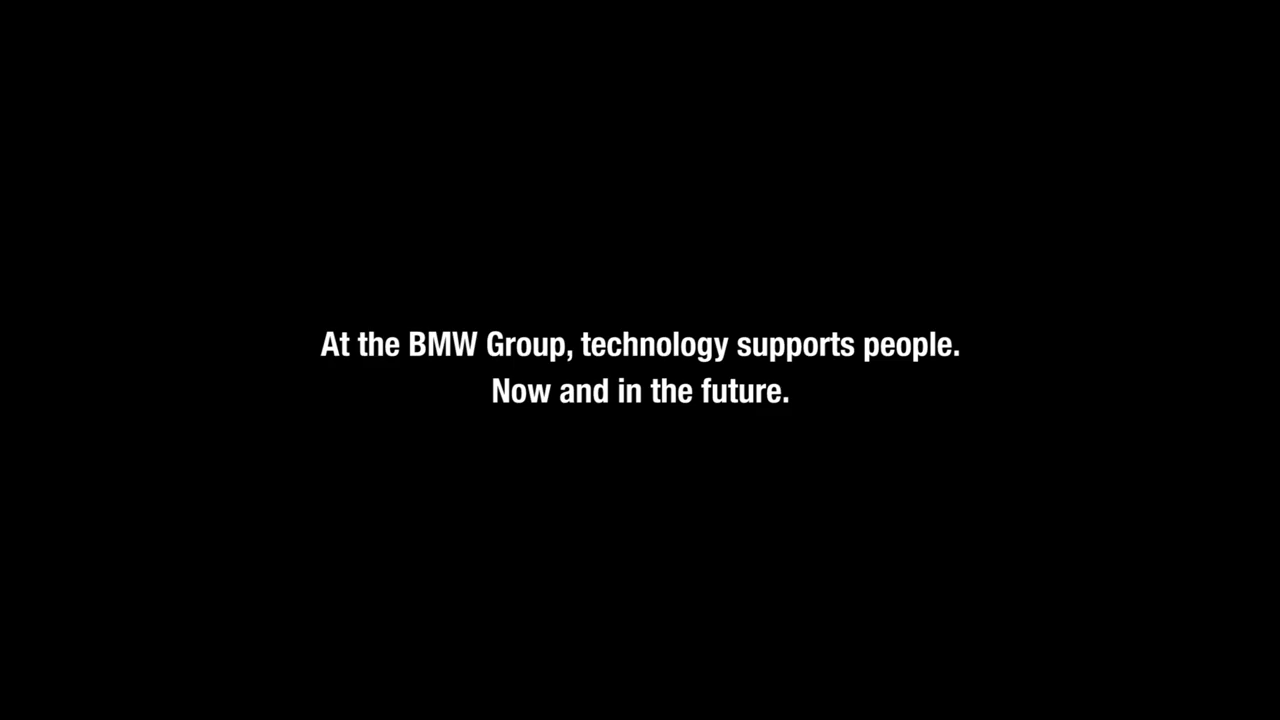 At the BMW Group, technology supports people.
Now and in the future.